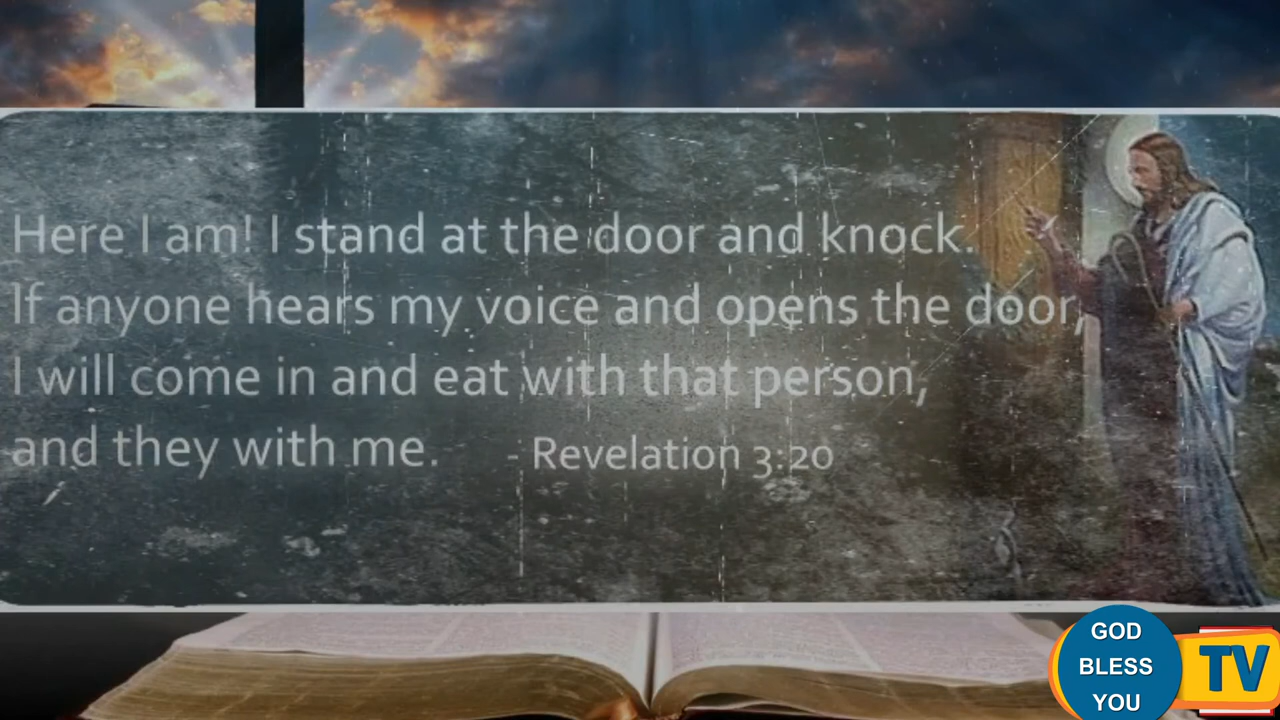 Here I am! I stand at the door and knock.
If anyone hears my voice and opens the door,
I will come in and eat with that person,
and they with me. - Revelation 3:20
GOD
BLESS
YOU
TV